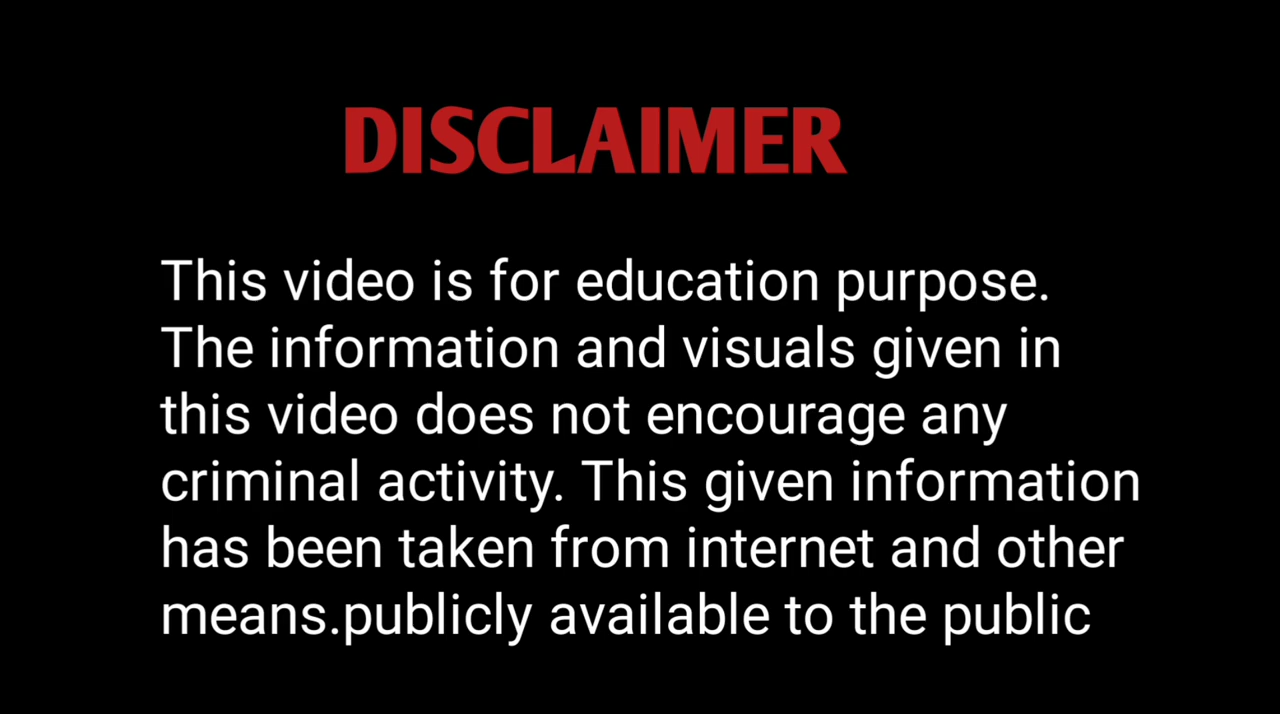 DISCLAIMER
This video is for education purpose.
The information and visuals given in
this video does not encourage any
criminal activity. This given information
has been taken from internet and other
means.publicly available to the public